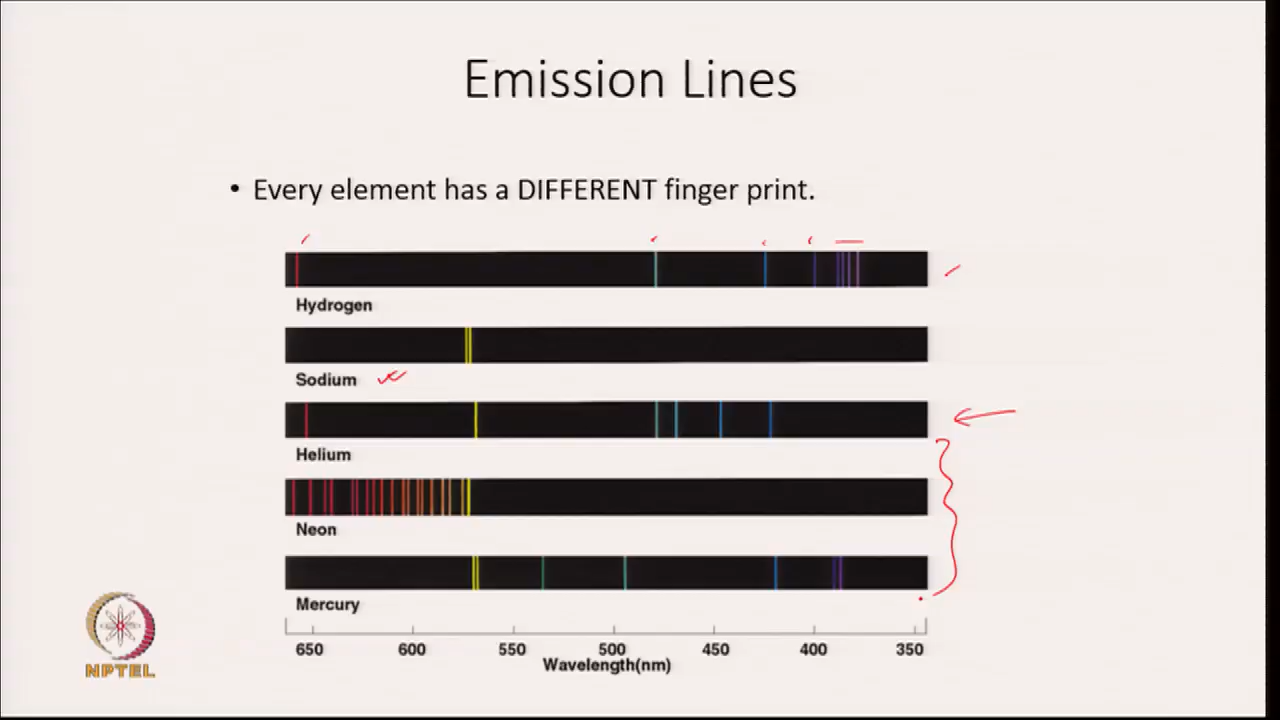 Emission Lines
• Every element has a DIFFERENT finger print.
Hydrogen
Sodium
Helium
Neon
Mercury
650 600 550 500 450 400 350
Wavelength(nm)
NPTEL